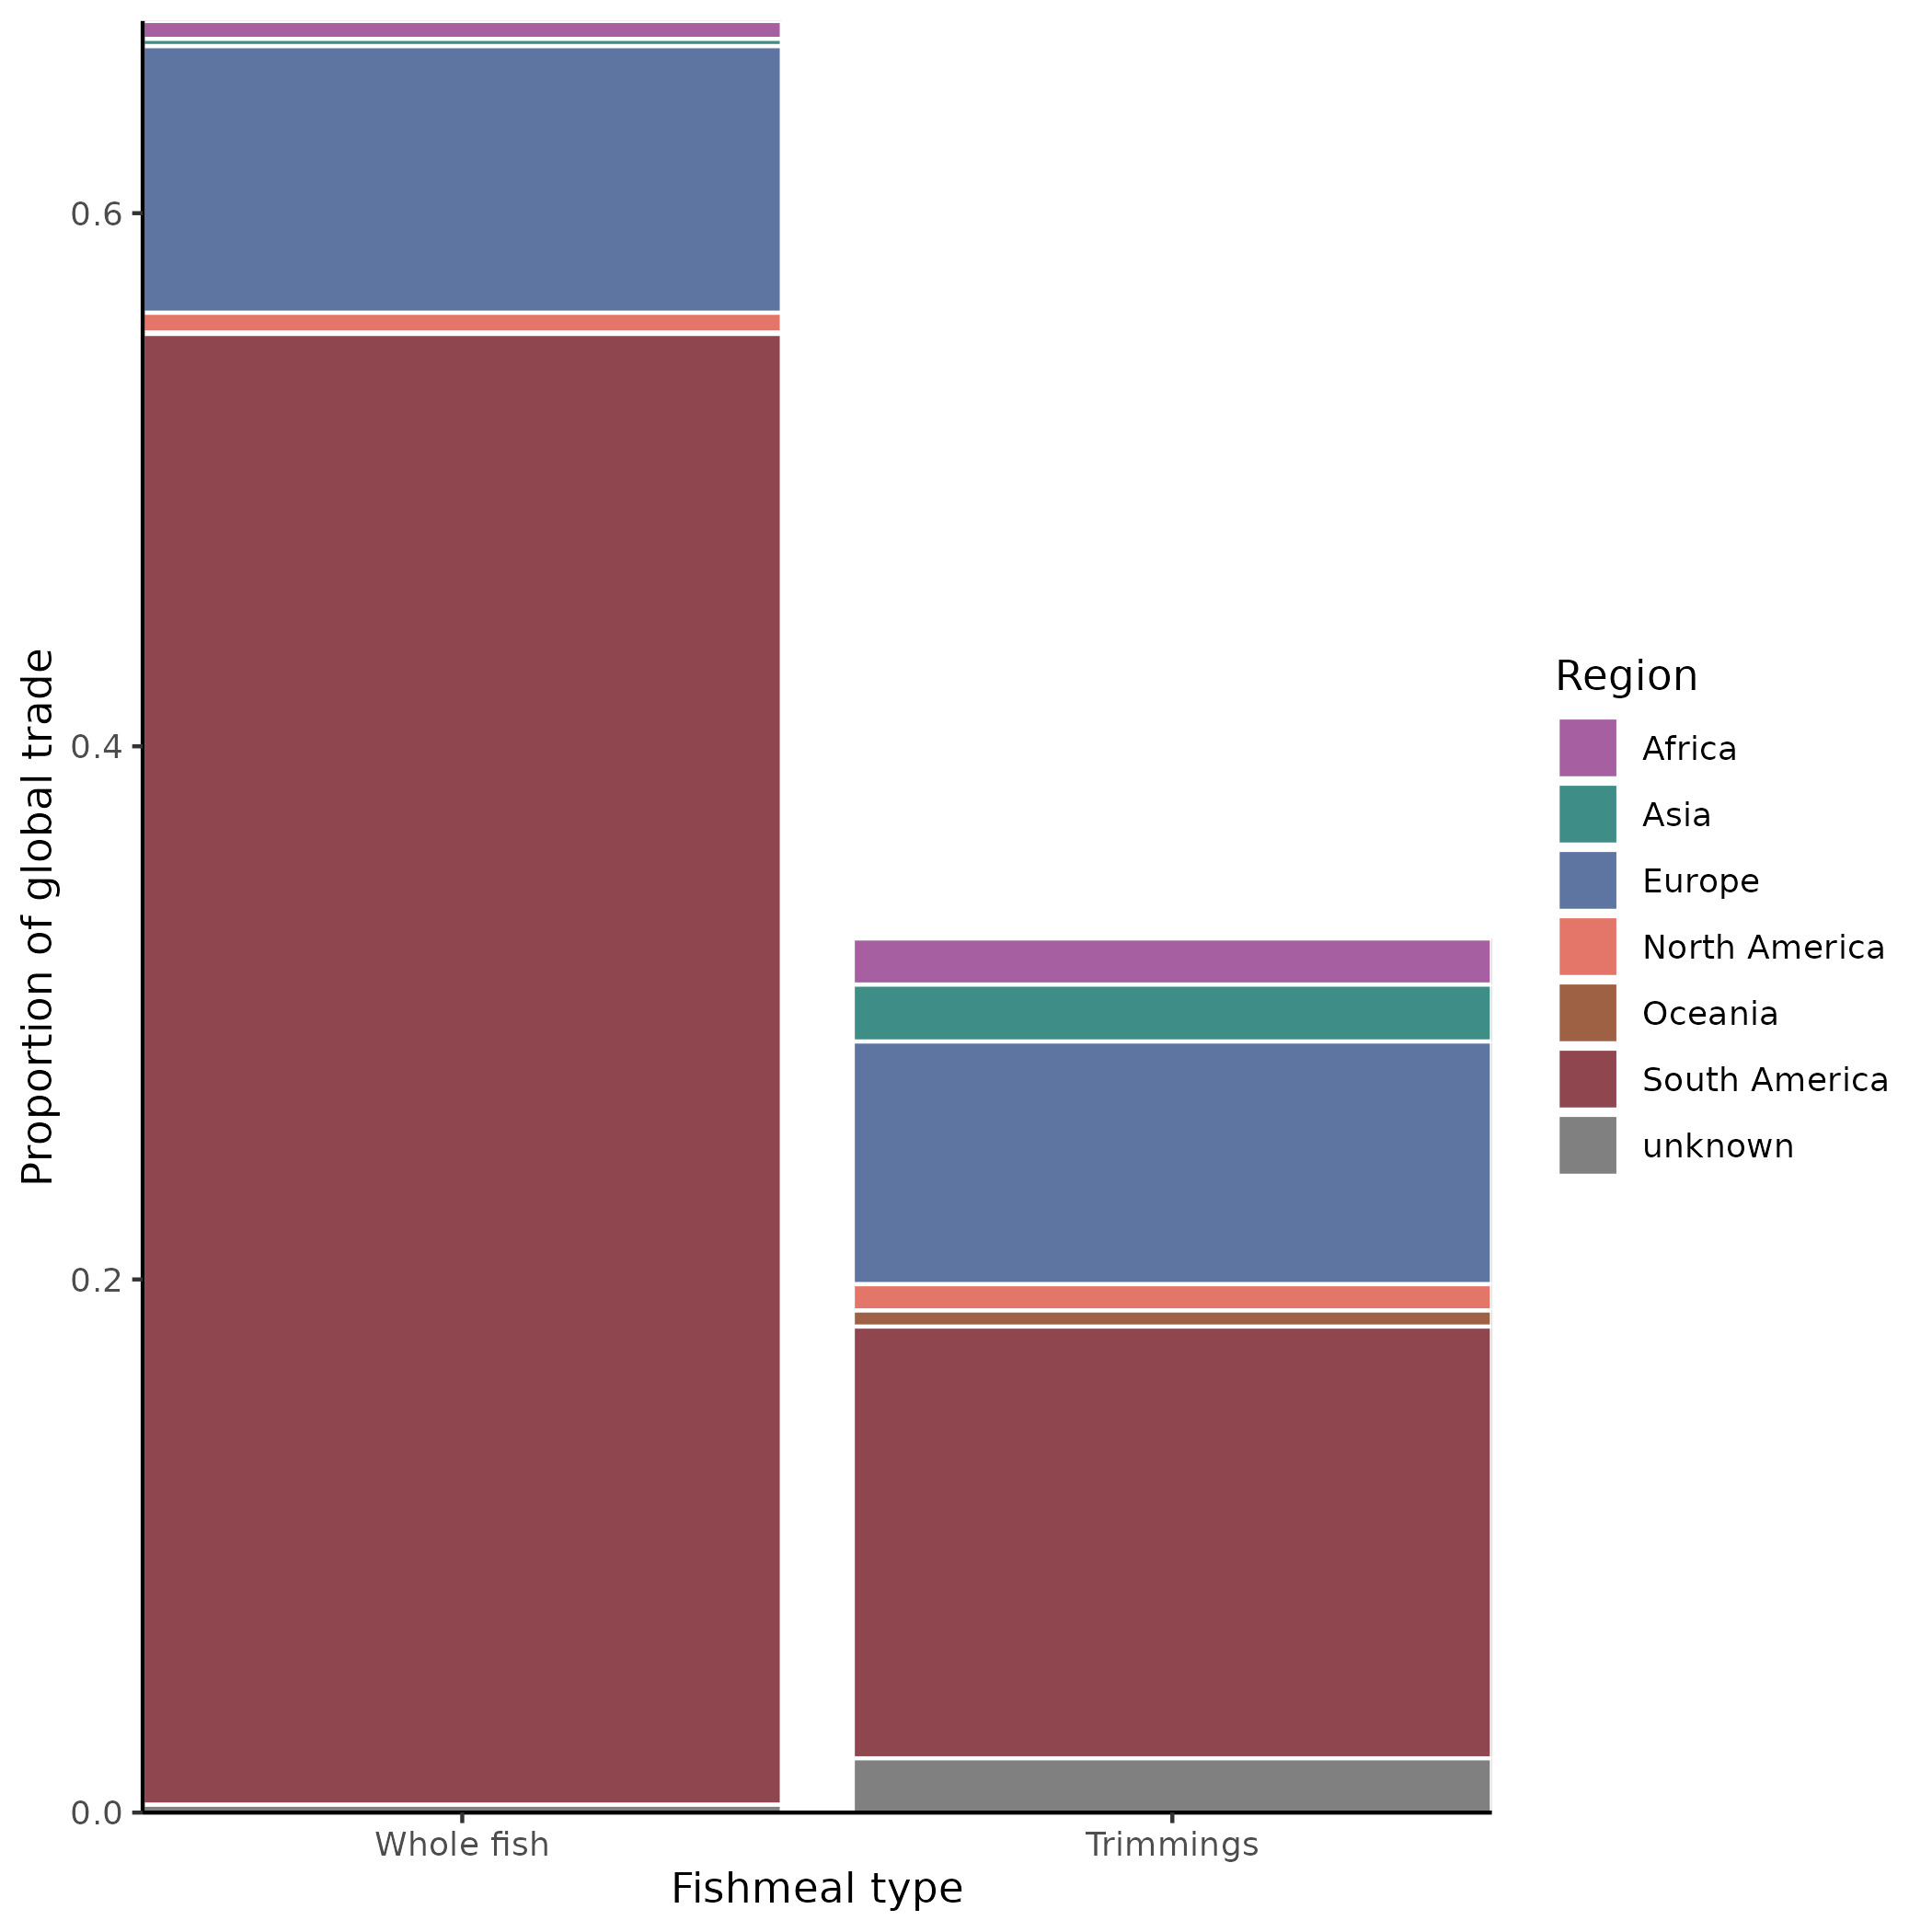 Proportion of global trade
0.6
0.4
0.2
0.0
Whole fish
Trimmings
Fishmeal type
Region
Africa
Asia
Europe
North America
Oceania
South America
unknown